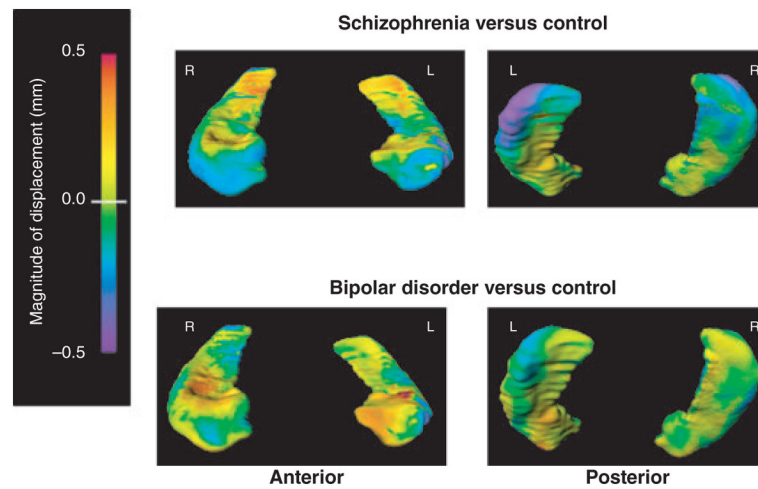 Schizophrenia versus control
0.5
0.0
–0.5
Magnitude of displacement (mm)
R
L
L
R
Bipolar disorder versus control
R
L
L
R
Anterior
Posterior